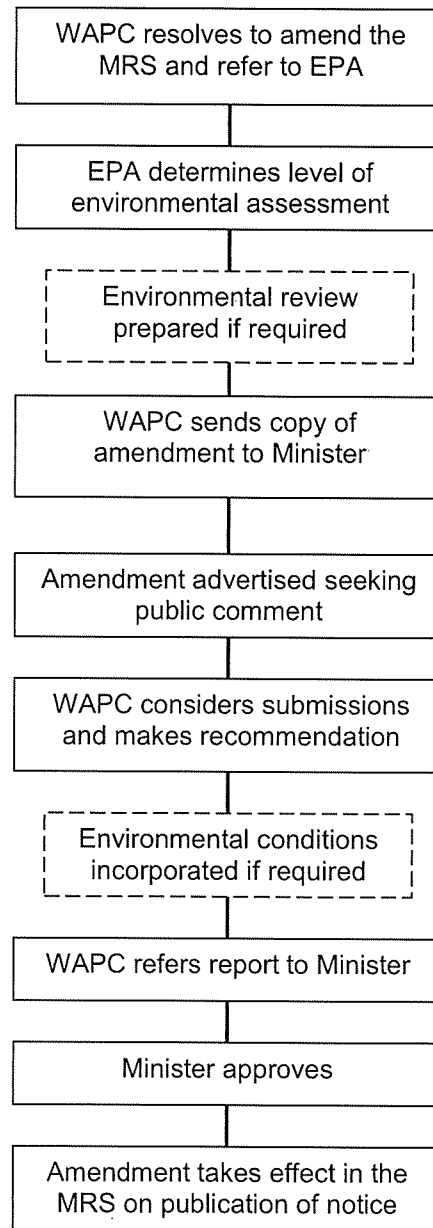 WAPC resolves to amend the
MRS and refer to EPA
EPA determines level of
environmental assessment
Environmental review
prepared if required
WAPC sends copy of
amendment to Minister
Amendment advertised seeking
public comment
WAPC considers submissions
and makes recommendation
Environmental conditions
incorporated if required
WAPC refers report to Minister
Minister approves
Amendment takes effect in the
MRS on publication of notice